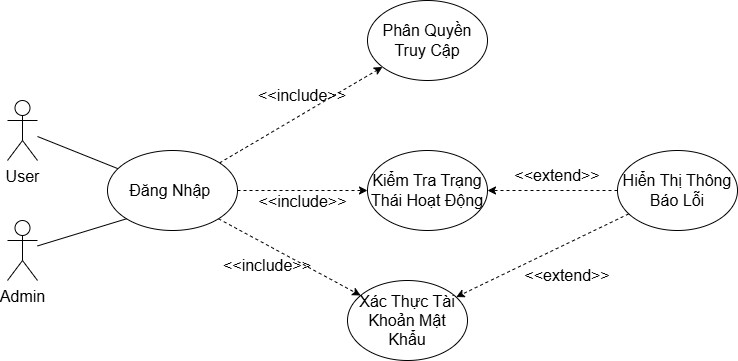 Phân Quyền
Truy Cập
<<include>>
User
Đăng Nhập
<<include>>
Kiểm Tra Trạng
Thái Hoạt Động
<<extend>>
Hiển Thị Thông
Báo Lỗi
Admin
<<include>>
<<extend>>
Xác Thực Tài
Khoản Mật
Khẩu